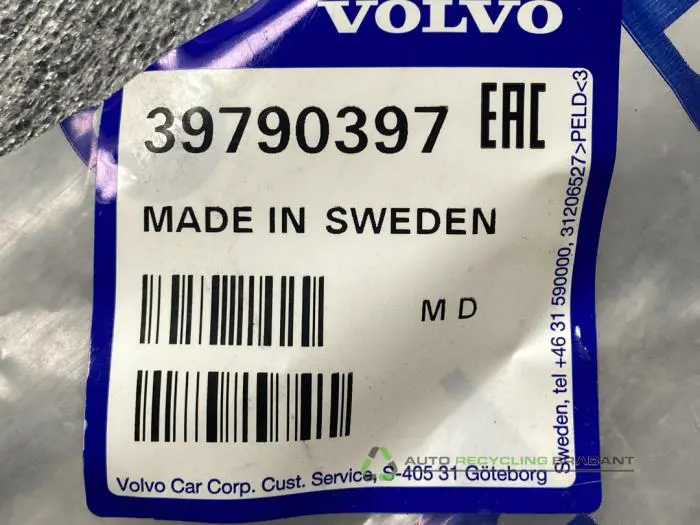 VOLVO
39790397 EAC
MADE IN SWEDEN
M D
Volvo Car Corp. Cust. Service, S-405 31 Göteborg
Sweden, tel +46 31 590000, 31206527>PELD<3
AUTO RECYCLING BRABANT